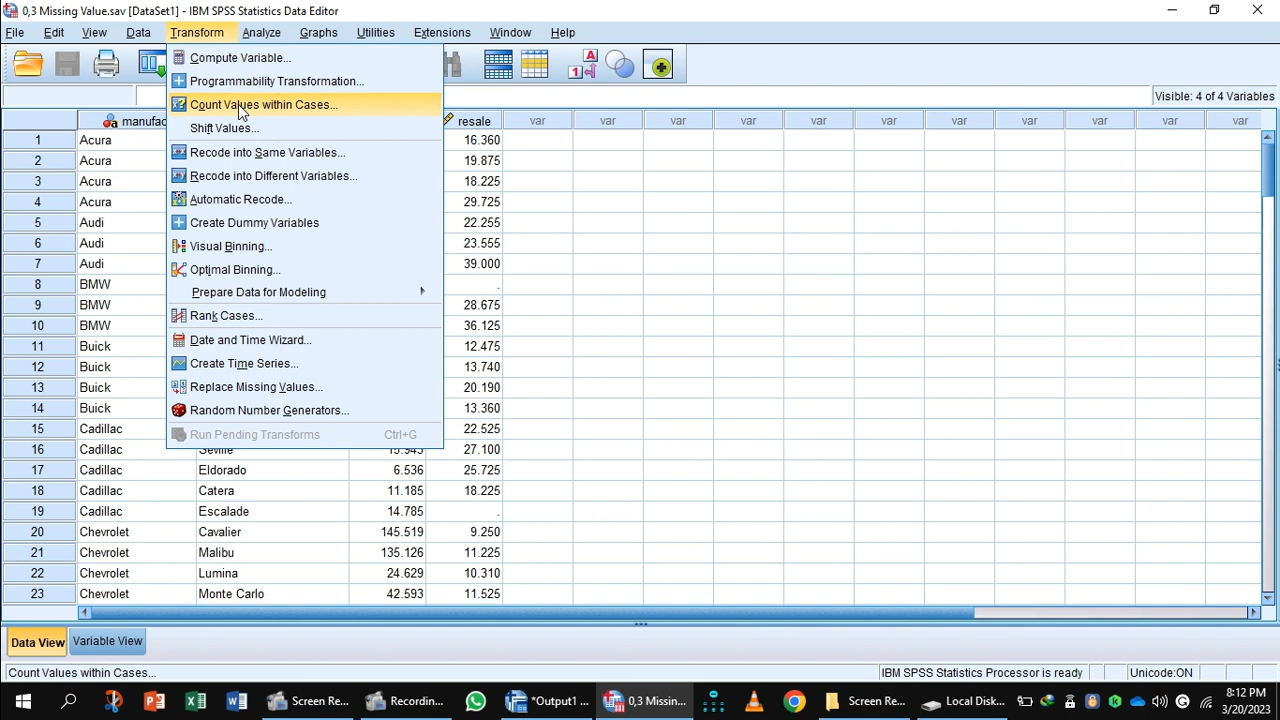 0,3 Missing Value.sav [DataSet1] - IBM SPSS Statistics Data Editor
File Edit View Data Transform Analyze Graphs Utilities Extensions Window Help
Compute Variable...
Programmability Transformation...
Count Values within Cases...
Shift Values...
Recode into Same Variables...
Recode into Different Variables...
Automatic Recode...
Create Dummy Variables
Visual Binning...
Optimal Binning...
Prepare Data for Modeling
Rank Cases...
Date and Time Wizard...
Create Time Series...
Replace Missing Values...
Random Number Generators...
Run Pending Transforms Ctrl+G
Visible: 4 of 4 Variables
manufac resale var var var var var var var var var var var
1 Acura 16.360
2 Acura 19.875
3 Acura 18.225
4 Acura 29.725
5 Audi 22.255
6 Audi 23.555
7 Audi 39.000
8 BMW .
9 BMW 28.675
10 BMW 36.125
11 Buick 12.475
12 Buick 13.740
13 Buick 20.190
14 Buick 13.360
15 Cadillac 22.525
16 Cadillac Seville 15.943 27.100
17 Cadillac Eldorado 6.536 25.725
18 Cadillac Catera 11.185 18.225
19 Cadillac Escalade 14.785 .
20 Chevrolet Cavalier 145.519 9.250
21 Chevrolet Malibu 135.126 11.225
22 Chevrolet Lumina 24.629 10.310
23 Chevrolet Monte Carlo 42.593 11.525
Data View Variable View
Count Values within Cases... IBM SPSS Statistics Processor is ready Unicode:ON
Screen Re... Recordin... *Output1 ... 0,3 Missin... Screen Re... Local Disk... 8:12 PM
3/20/2023